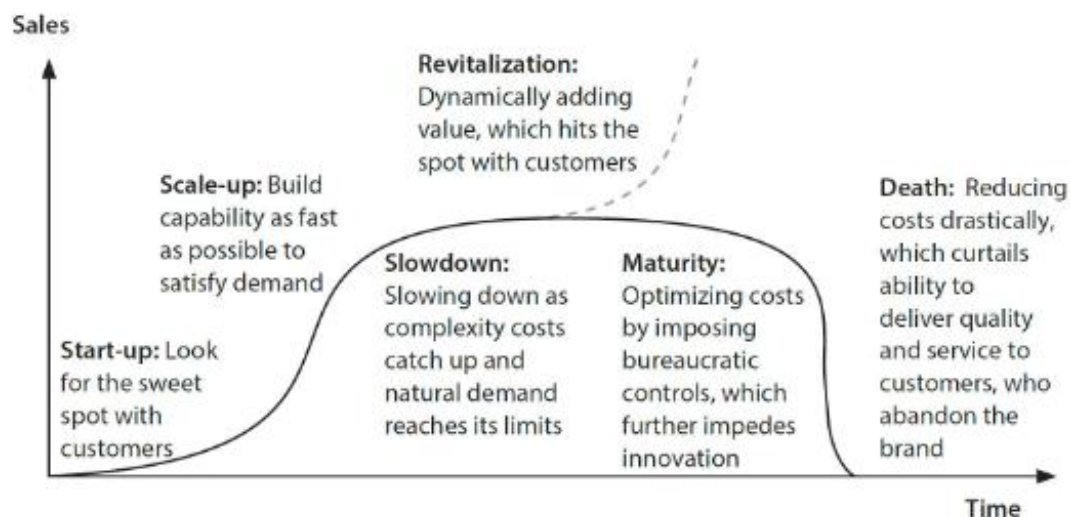 Sales
Revitalization:
Dynamically adding
value, which hits the
spot with customers
Scale-up: Build
capability as fast
as possible to
satisfy demand
Death: Reducing
costs drastically,
which curtails
ability to
deliver quality
and service to
customers, who
abandon the
brand
Slowdown:
Slowing down as
complexity costs
catch up and
natural demand
reaches its limits
Maturity:
Optimizing costs
by imposing
bureaucratic
controls, which
further impedes
innovation
Start-up: Look
for the sweet
spot with
customers
Time